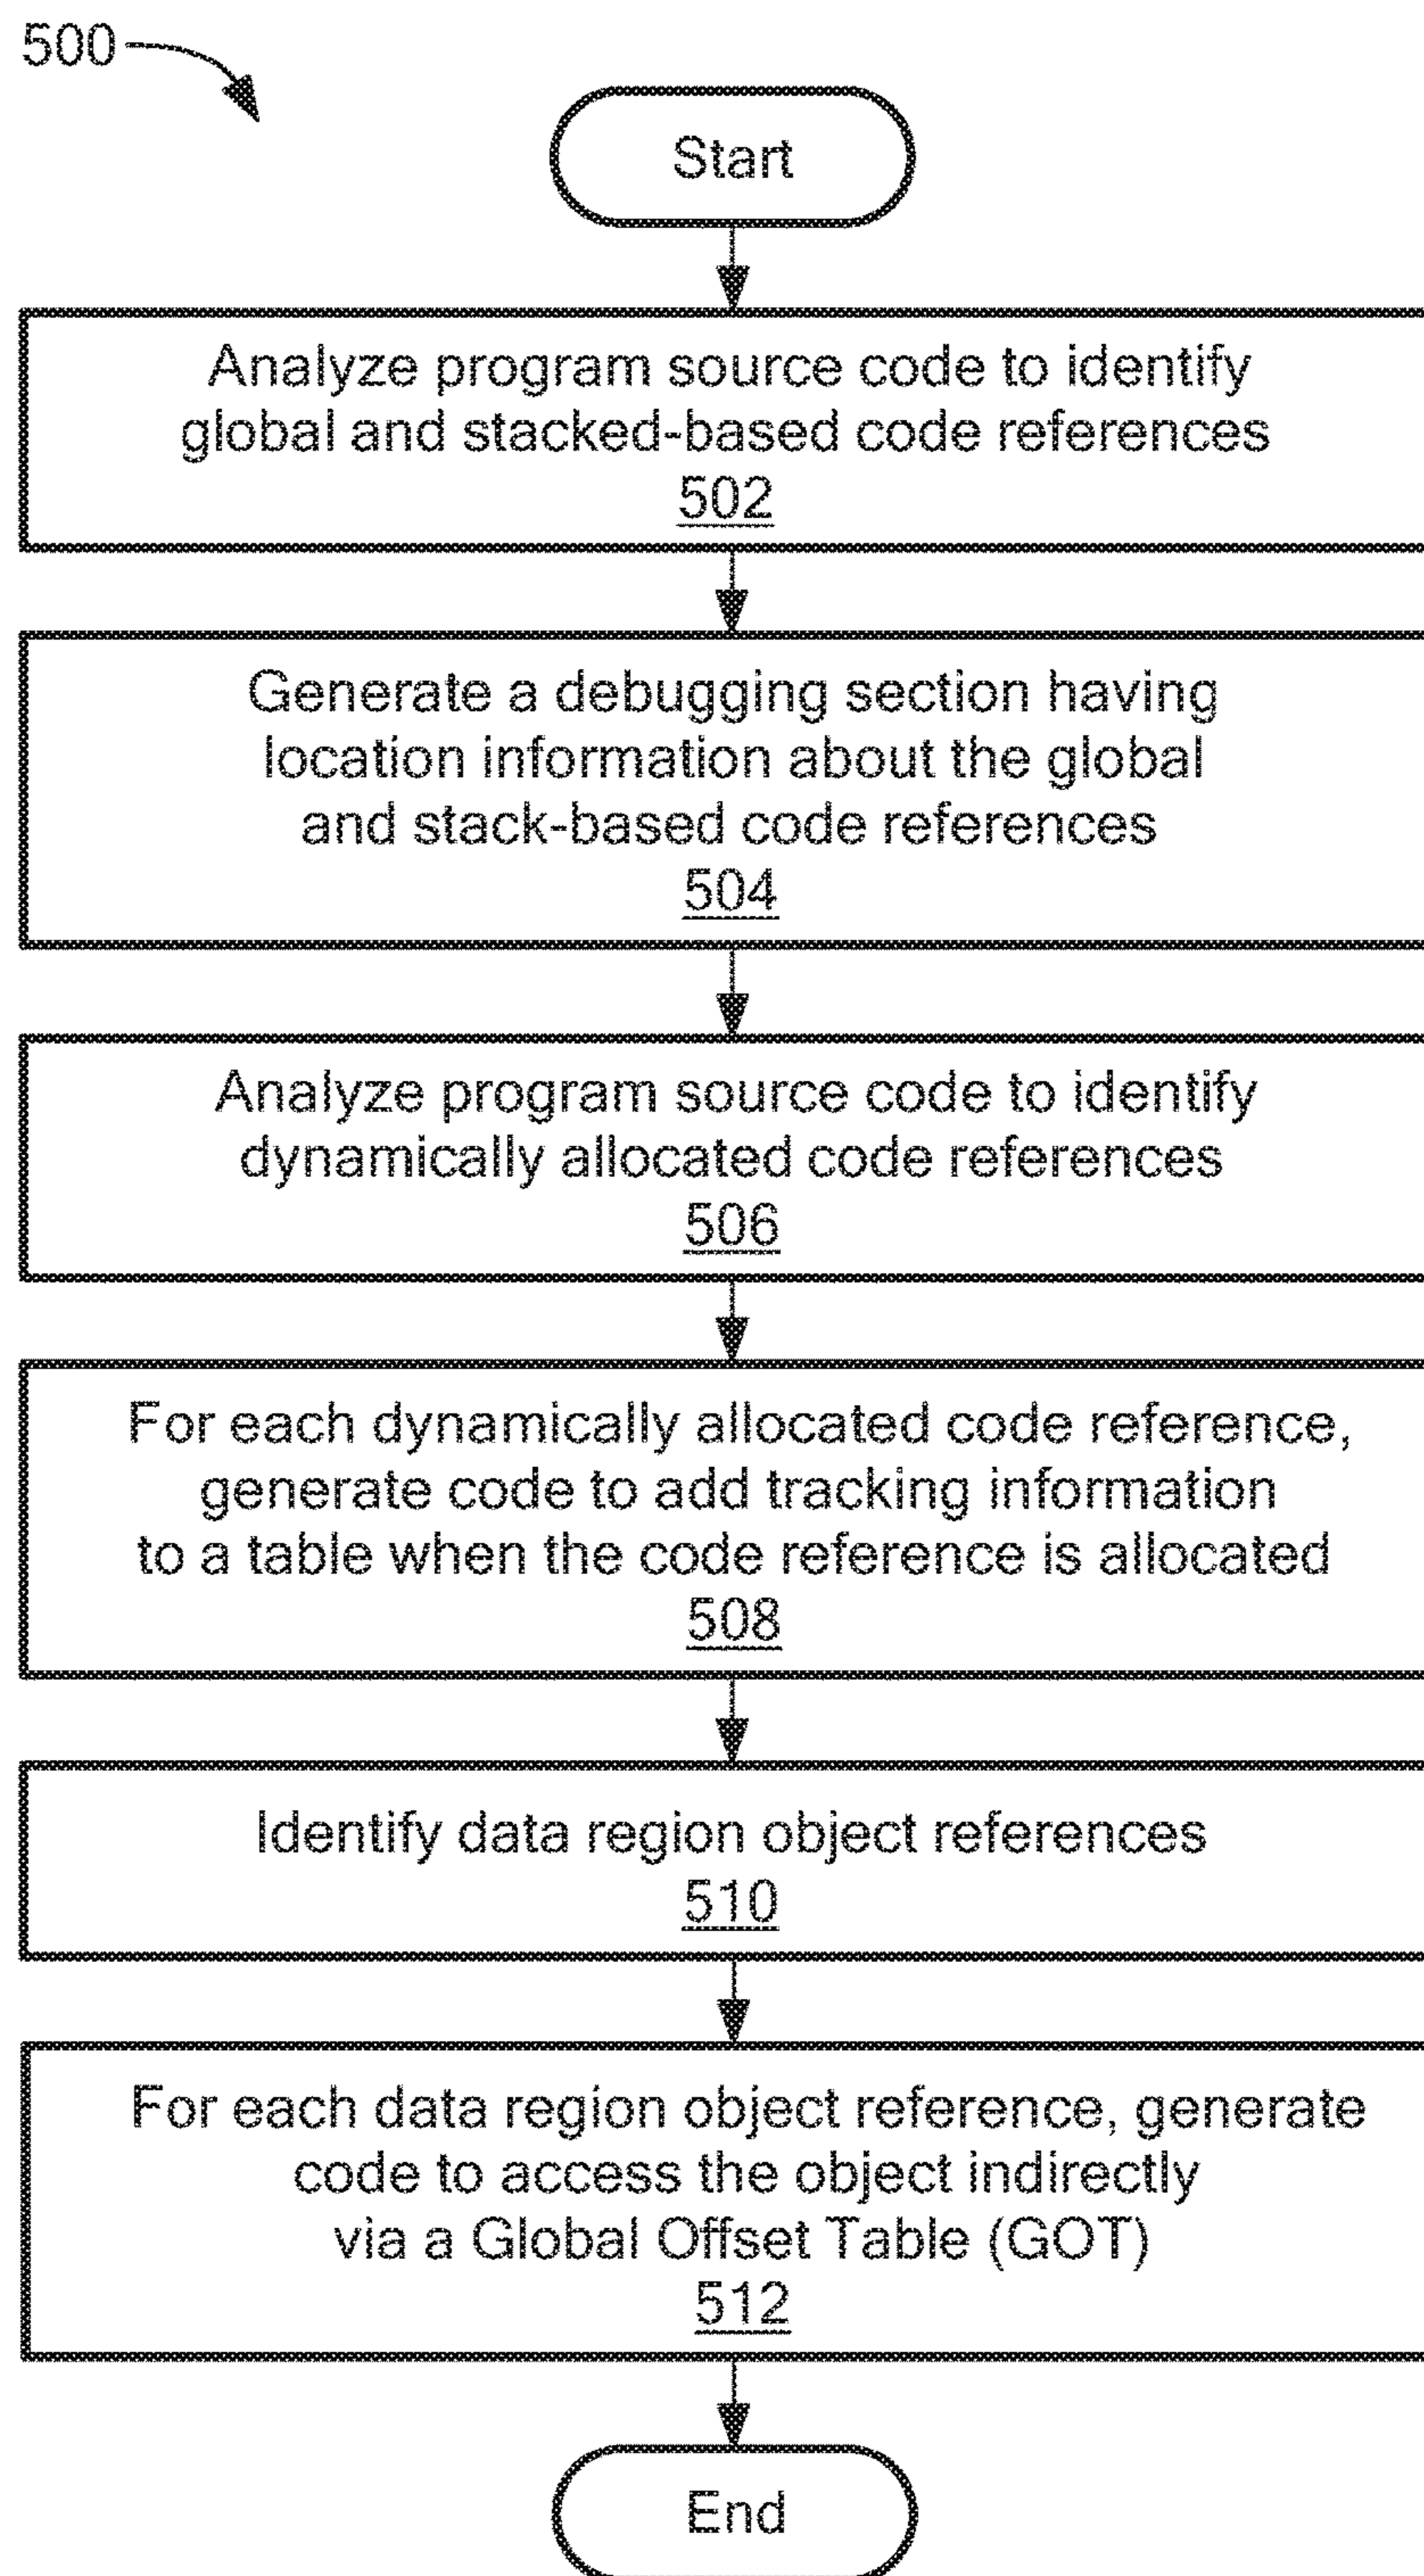 500
Start
Analyze program source code to identify
global and stacked-based code references
502
Generate a debugging section having
location information about the global
and stack-based code references
504
Analyze program source code to identify
dynamically allocated code references
506
For each dynamically allocated code reference,
generate code to add tracking information
to a table when the code reference is allocated
508
Identify data region object references
510
For each data region object reference, generate
code to access the object indirectly
via a Global Offset Table (GOT)
512
End